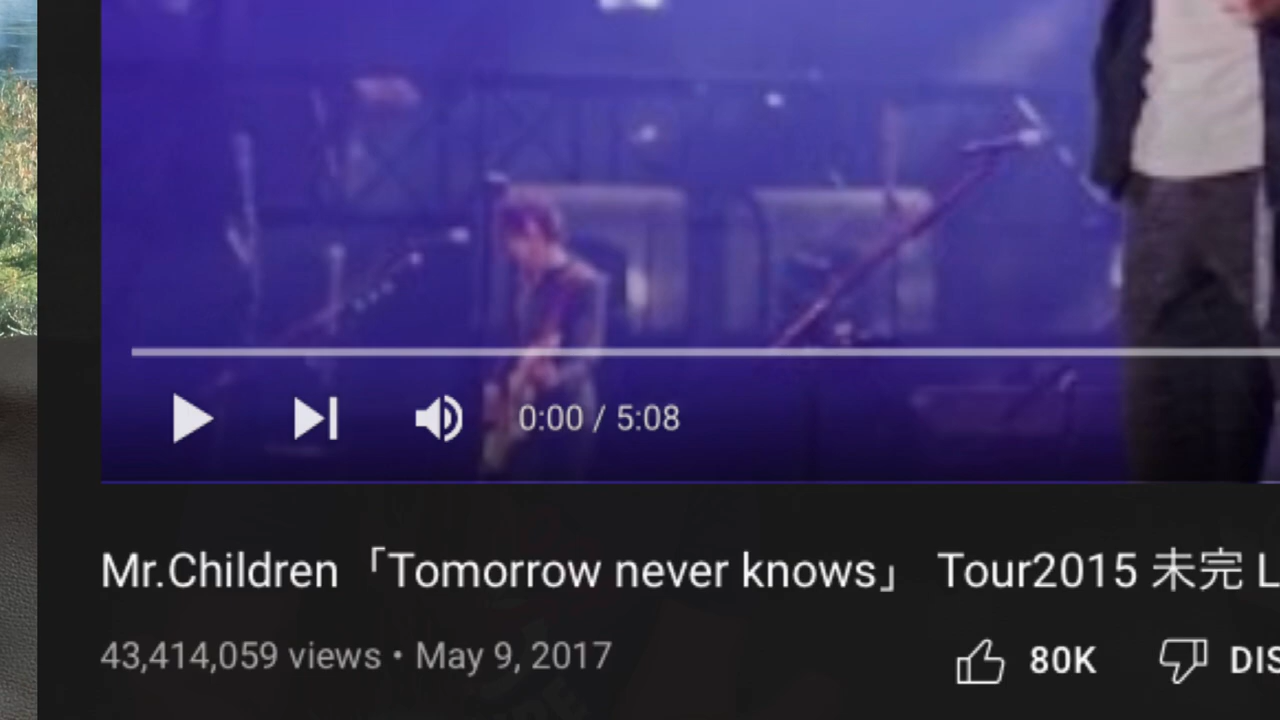 0:00 / 5:08
Mr.Children「Tomorrow never knows」 Tour2015 未完 L
43,414,059 views • May 9, 2017
80K
DIS